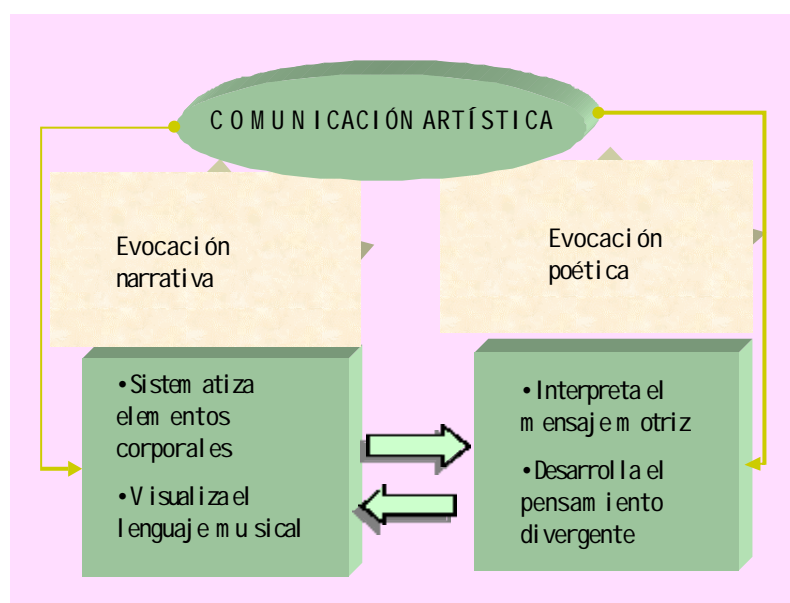 COMUNICACIÓN ARTÍSTICA
Evocación
narrativa
Evocación
poética
•Sistematiza
elementos
corporales
•Visualiza el
lenguaje musical
•Interpreta el
mensaje motriz
•Desarrolla el
pensamiento
divergente